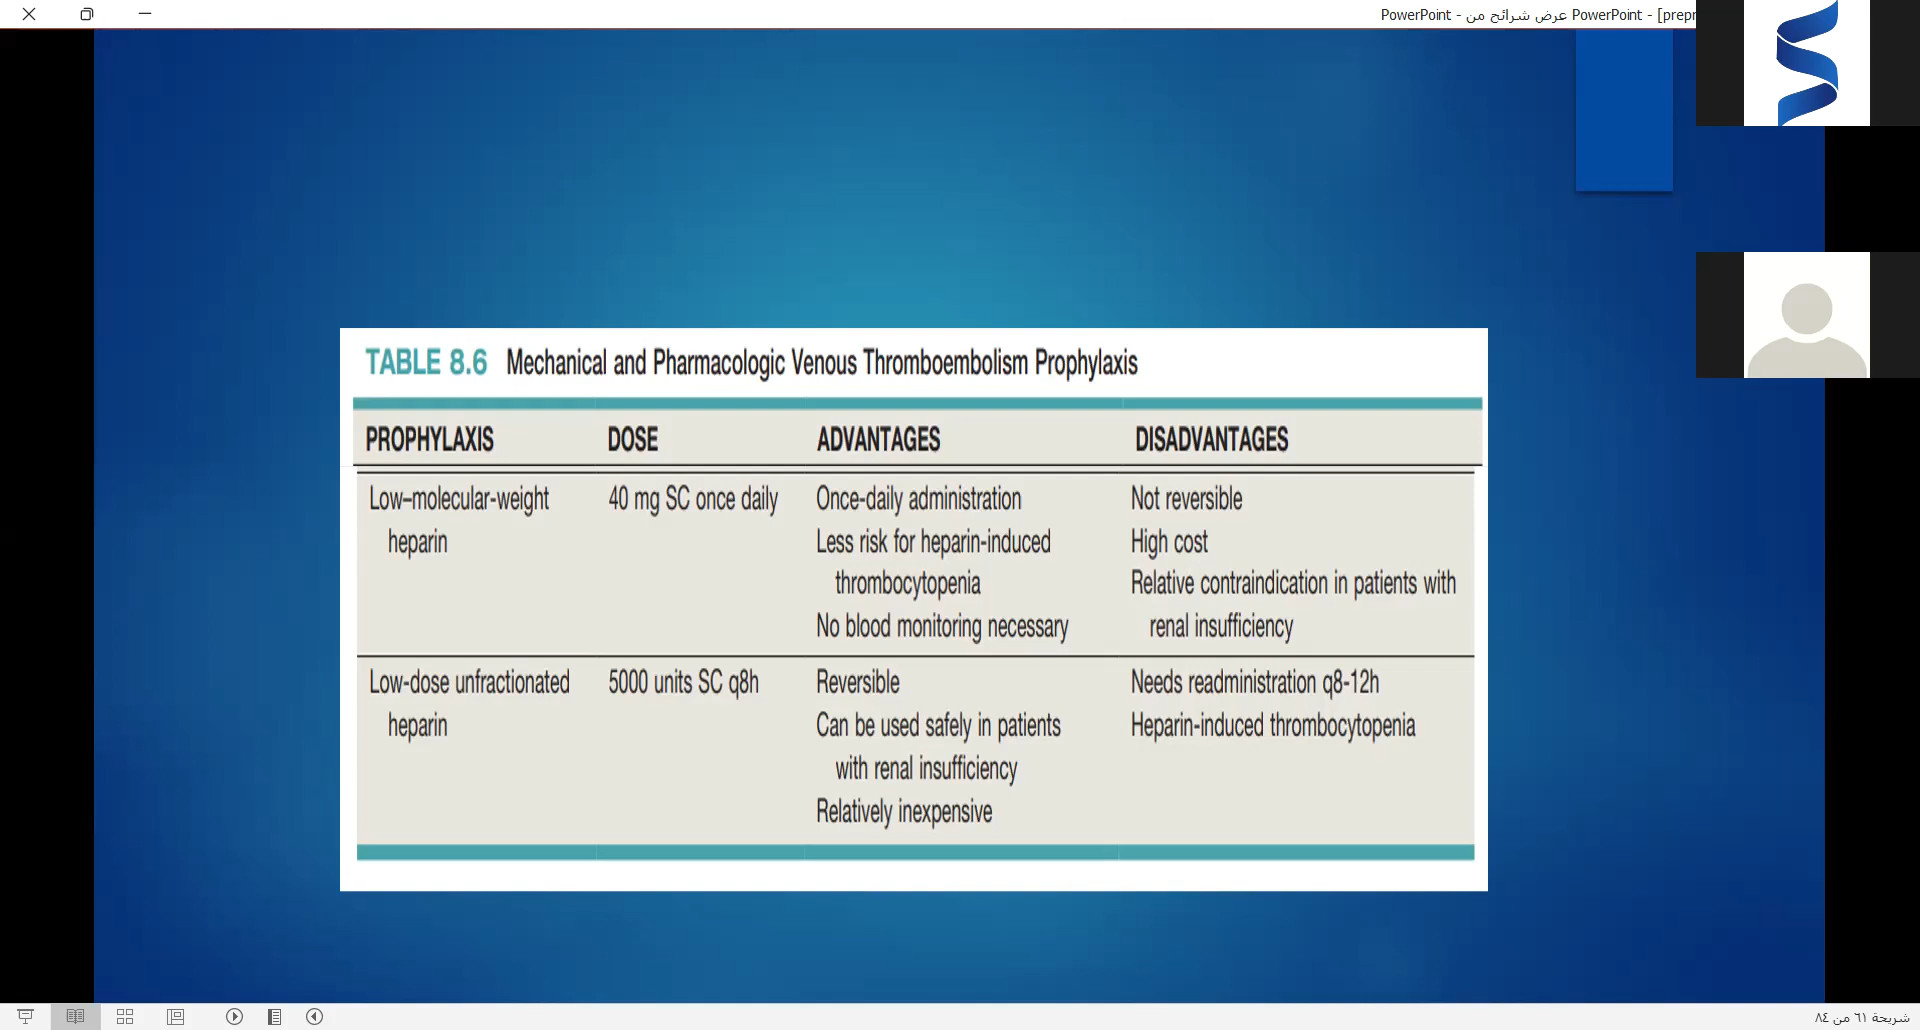 PowerPoint - عرض شرائح من PowerPoint - [prepr
TABLE 8.6 Mechanical and Pharmacologic Venous Thromboembolism Prophylaxis
PROPHYLAXIS DOSE ADVANTAGES DISADVANTAGES
Low–molecular-weight 40 mg SC once daily Once-daily administration Not reversible
heparin Less risk for heparin-induced High cost
thrombocytopenia Relative contraindication in patients with
No blood monitoring necessary renal insufficiency
Low-dose unfractionated 5000 units SC q8h Reversible Needs readministration q8-12h
heparin Can be used safely in patients Heparin-induced thrombocytopenia
with renal insufficiency
Relatively inexpensive
شريحة ٦١ من ٨٤